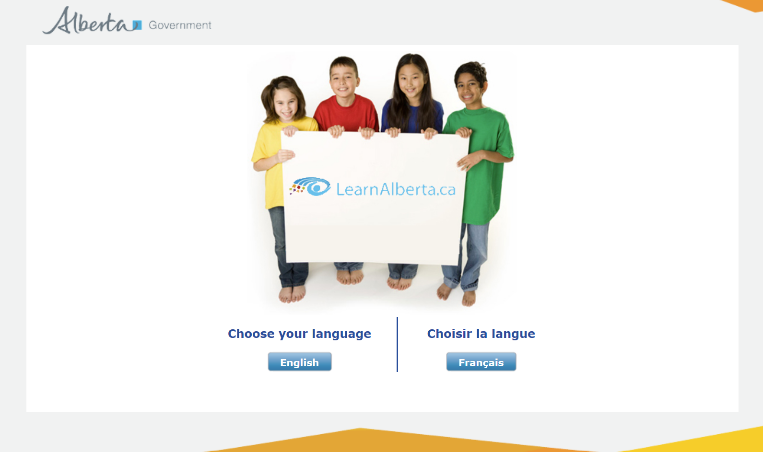 Alberta Government
LearnAlberta.ca
Choose your language
Choisir la langue
English
Français